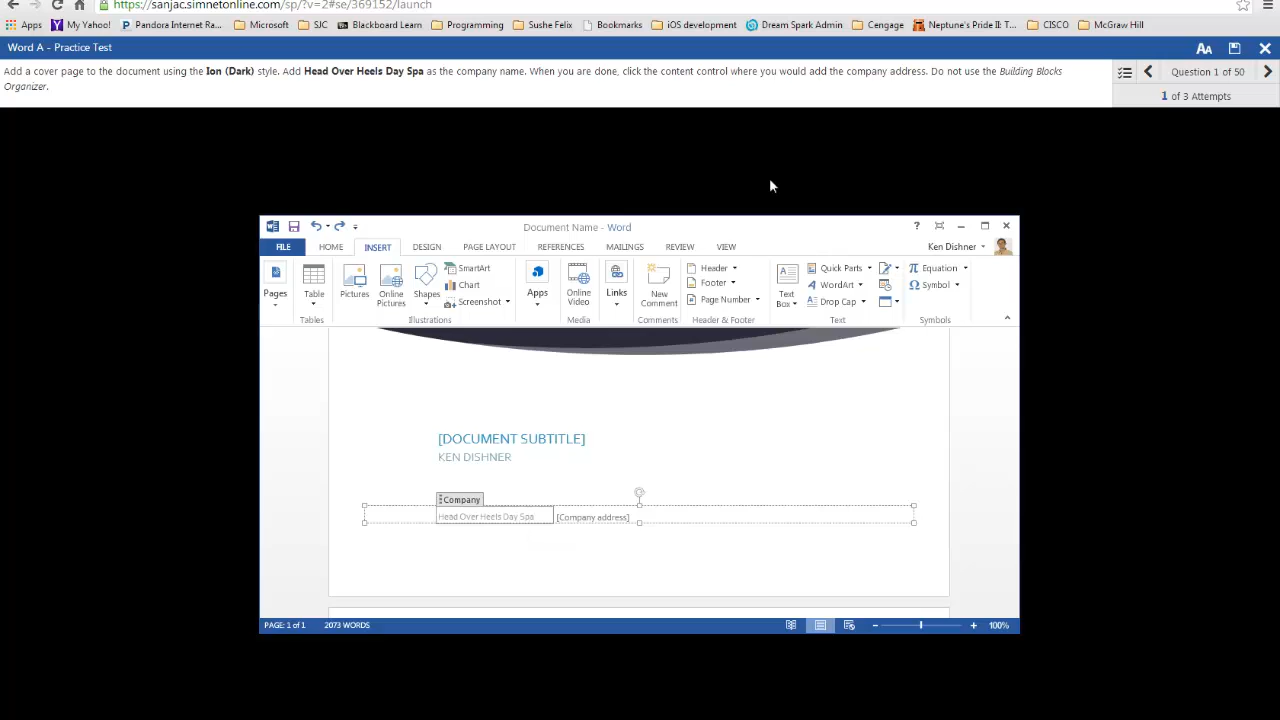 https://sanjac.simnetonline.com/sp/?v=2#se/369152/launch
Apps My Yahoo! Pandora Internet Ra... Microsoft SJC Blackboard Learn Programming Sushe Felix Bookmarks iOS development Dream Spark Admin Cengage Neptune's Pride II: T... CISCO McGraw Hill
Word A - Practice Test
Add a cover page to the document using the Ion (Dark) style. Add Head Over Heels Day Spa as the company name. When you are done, click the content control where you would add the company address. Do not use the Building Blocks
Organizer.
Question 1 of 50
1 of 3 Attempts
Document Name - Word
FILE HOME INSERT DESIGN PAGE LAYOUT REFERENCES MAILINGS REVIEW VIEW Ken Dishner
Pages
Table
Tables
Pictures
Online
Pictures
Shapes
SmartArt
Chart
Screenshot
Illustrations
Apps
Online
Video
Media
Links
New
Comment
Comments
Header
Footer
Page Number
Header & Footer
Text
Box
Quick Parts
WordArt
Drop Cap
Text
Equation
Symbol
Symbols
[DOCUMENT SUBTITLE]
KEN DISHNER
Company
Head Over Heels Day Spa [Company address]
PAGE: 1 of 1 2073 WORDS 100%